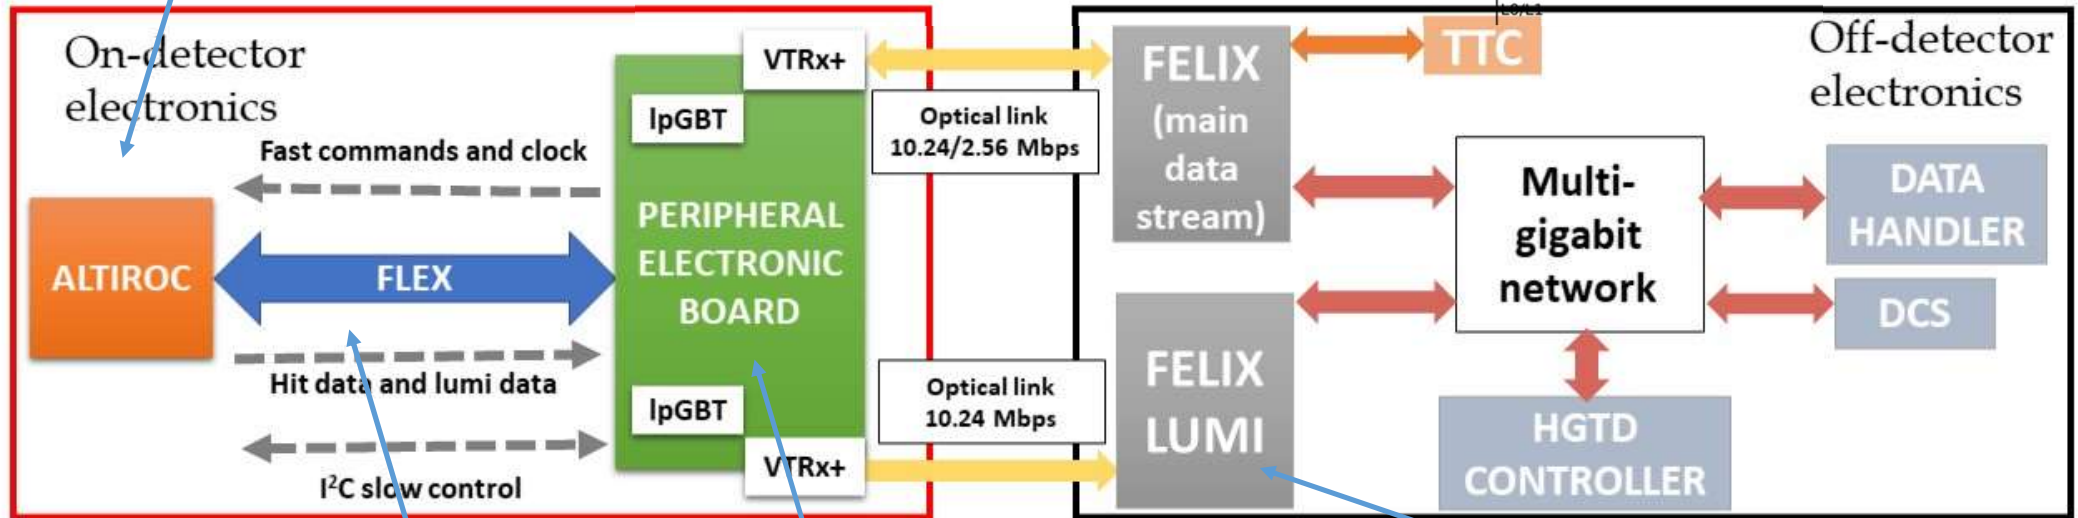 On-detector
electronics
Fast commands and clock
ALTIROC
FLEX
Hit data and lumi data
I²C slow control
VTRx+
lpGBT
PERIPHERAL
ELECTRONIC
BOARD
lpGBT
VTRx+
Optical link
10.24/2.56 Mbps
Optical link
10.24 Mbps
FELIX
(main
data
stream)
FELIX
LUMI
L0/L1
TTC
Off-detector
electronics
Multi-
gigabit
network
DATA
HANDLER
DCS
HGTD
CONTROLLER